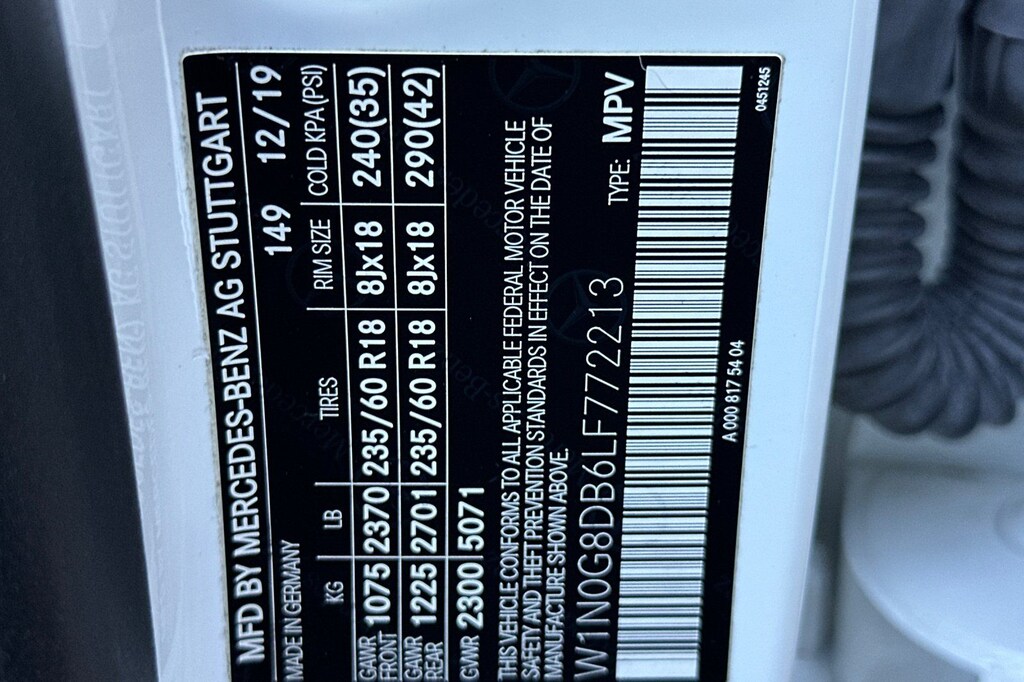 MFD BY MERCEDES-BENZ AG STUTTGART
MADE IN GERMANY 149 12/19
KG LB TIRES RIM SIZE COLD KPA(PSI)
GAWR FRONT 1075 2370 235/60 R18 8Jx18 240(35)
GAWR REAR 1225 2701 235/60 R18 8Jx18 290(42)
GVWR 2300 5071
THIS VEHICLE CONFORMS TO ALL APPLICABLE FEDERAL MOTOR VEHICLE
SAFETY AND THEFT PREVENTION STANDARDS IN EFFECT ON THE DATE OF
MANUFACTURE SHOWN ABOVE.
W1N0G8DB6LF772213 TYPE: MPV
A 000 817 54 04 0451245